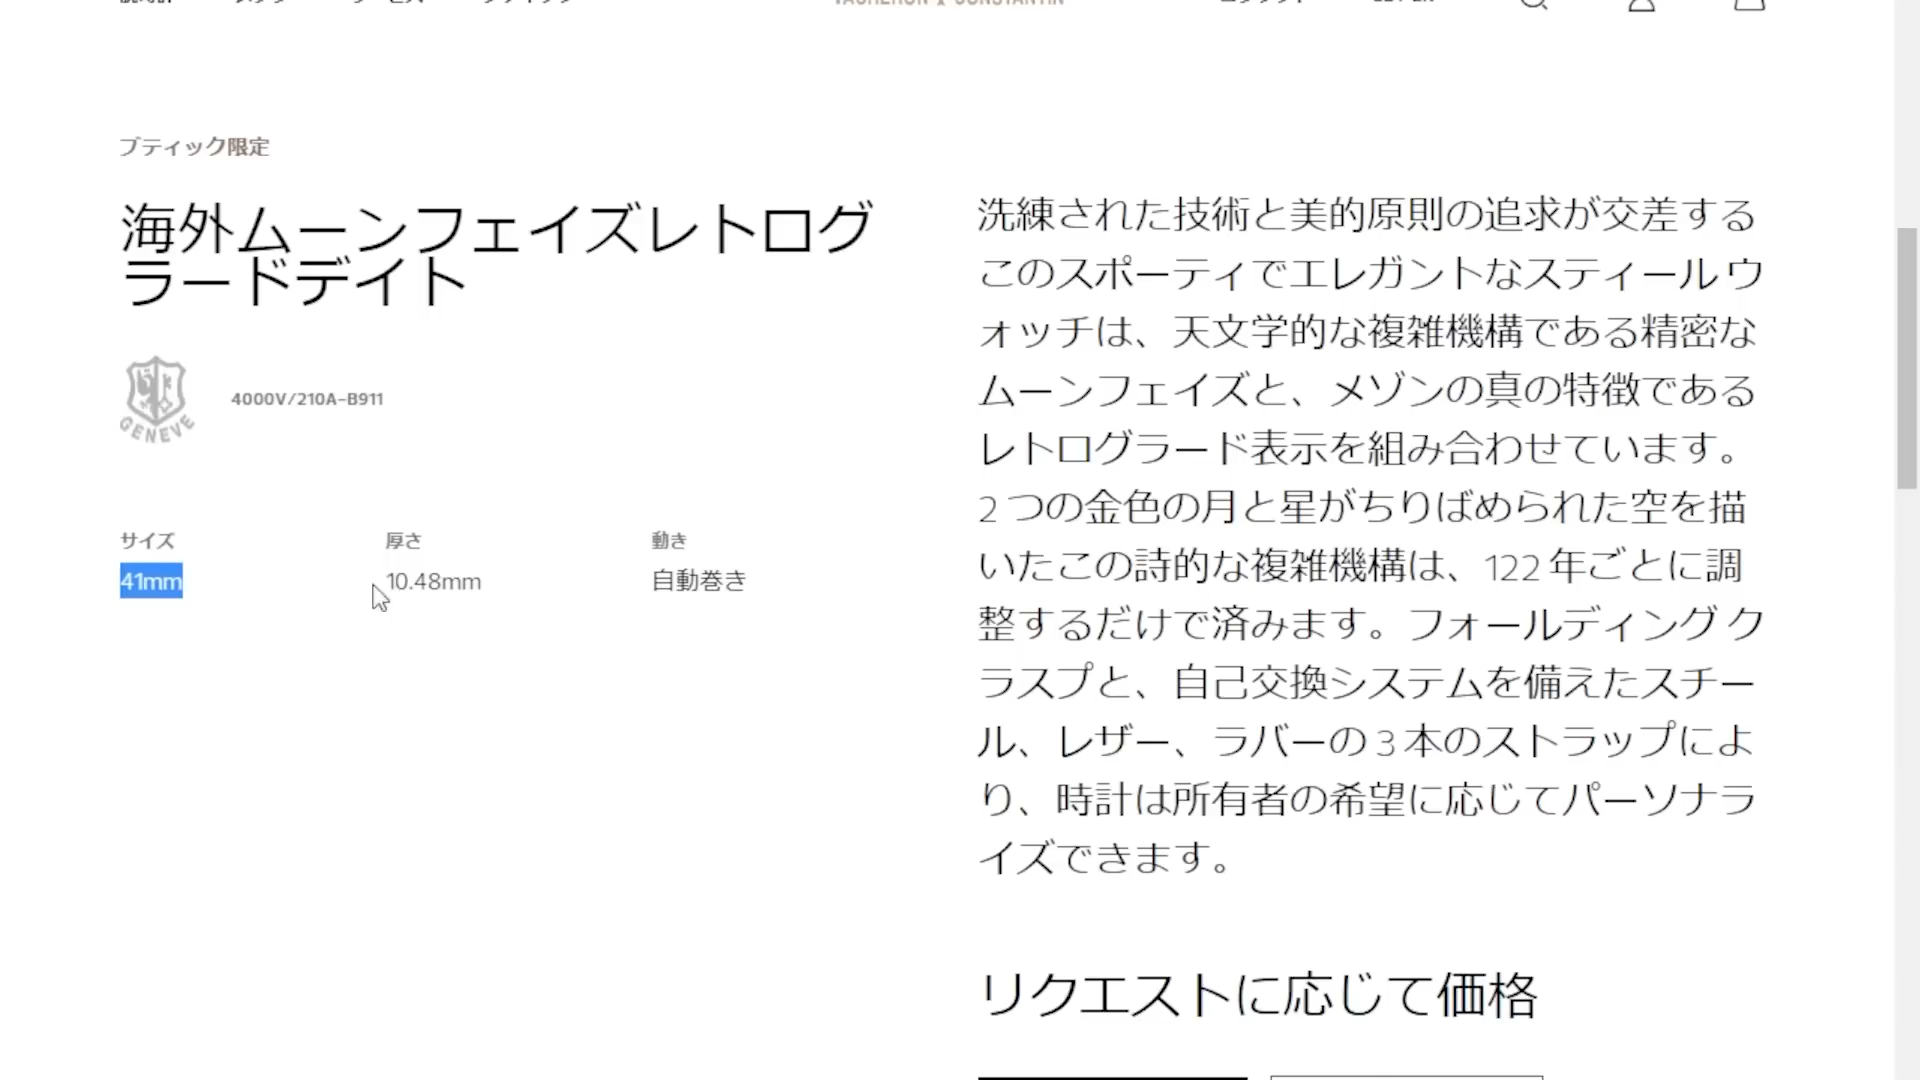 ブティック限定
海外ムーンフェイズレトログ
ラードデイト
GENEVE
4000V/210A-B911
サイズ
厚さ
動き
41mm
10.48mm
自動巻き
洗練された技術と美的原則の追求が交差する
このスポーティでエレガントなスティール ウ
ォッチは、天文学的な複雑機構である精密な
ムーンフェイズと、メゾンの真の特徴である
レトログラード表示を組み合わせています。
2 つの金色の月と星がちりばめられた空を描
いたこの詩的な複雑機構は、122 年ごとに調
整するだけで済みます。フォールディング ク
ラスプと、自己交換システムを備えたスチー
ル、レザー、ラバーの 3 本のストラップによ
り、時計は所有者の希望に応じてパーソナラ
イズできます。
リクエストに応じて価格